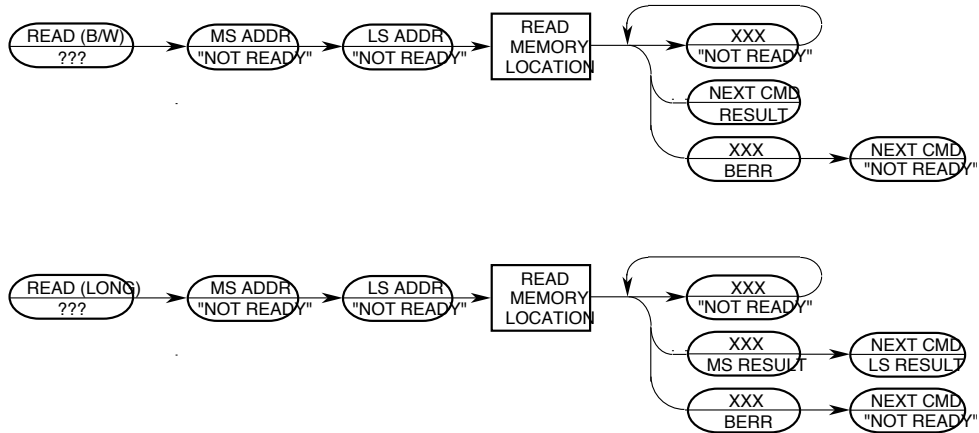 READ (B/W)
???
MS ADDR
"NOT READY"
LS ADDR
"NOT READY"
READ
MEMORY
LOCATION
XXX
"NOT READY"
NEXT CMD
RESULT
XXX
BERR
NEXT CMD
"NOT READY"
READ (LONG)
???
MS ADDR
"NOT READY"
LS ADDR
"NOT READY"
READ
MEMORY
LOCATION
XXX
"NOT READY"
XXX
MS RESULT
NEXT CMD
LS RESULT
XXX
BERR
NEXT CMD
"NOT READY"